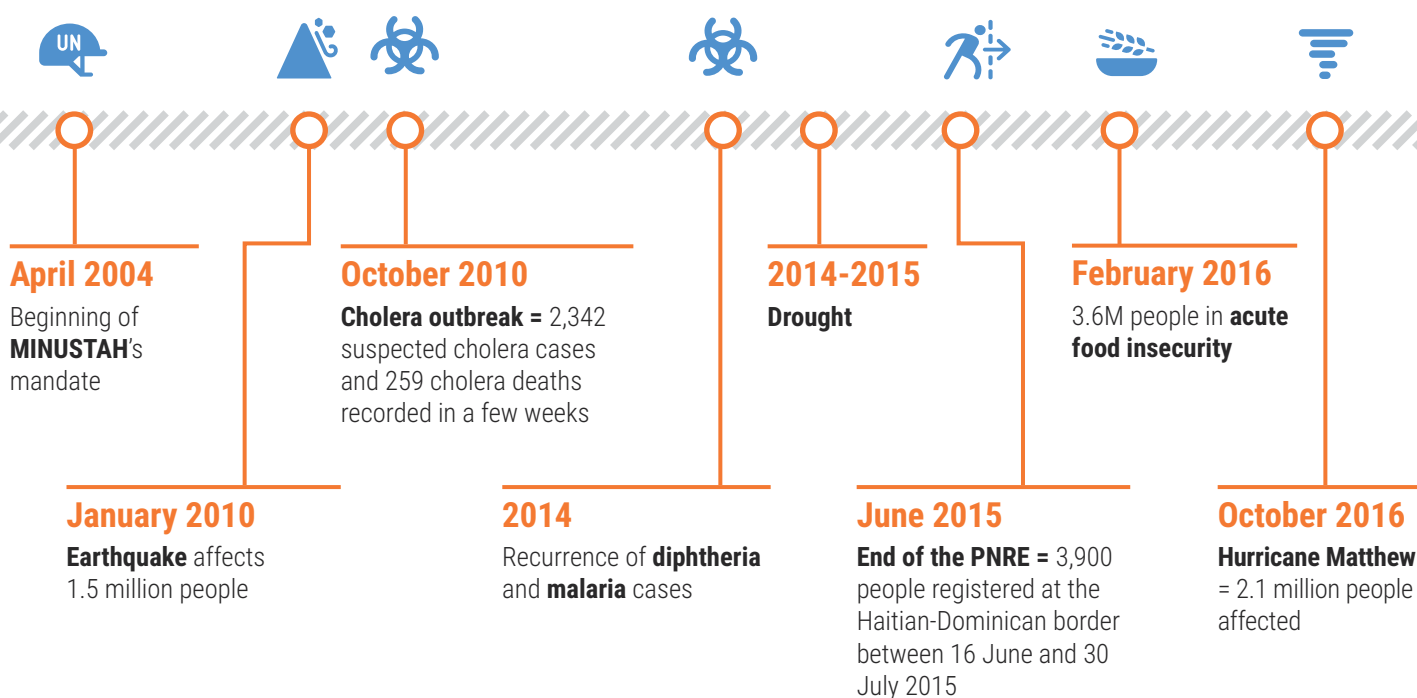 UN
April 2004
Beginning of
MINUSTAH's
mandate
January 2010
Earthquake affects
1.5 million people
October 2010
Cholera outbreak = 2,342
suspected cholera cases
and 259 cholera deaths
recorded in a few weeks
2014
Recurrence of diphtheria
and malaria cases
2014-2015
Drought
June 2015
End of the PNRE = 3,900
people registered at the
Haitian-Dominican border
between 16 June and 30
July 2015
February 2016
3.6M people in acute
food insecurity
October 2016
Hurricane Matthew
= 2.1 million people
affected